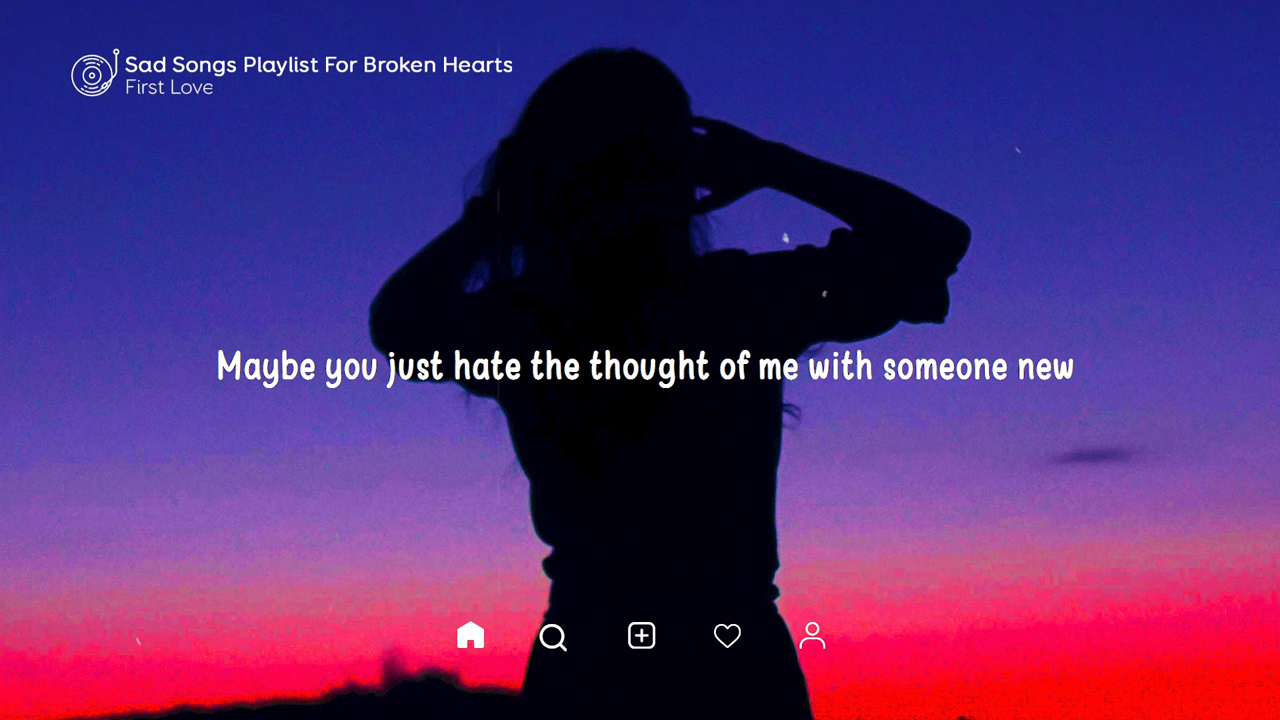 Sad Songs Playlist For Broken Hearts
First Love
Maybe you just hate the thought of me with someone new